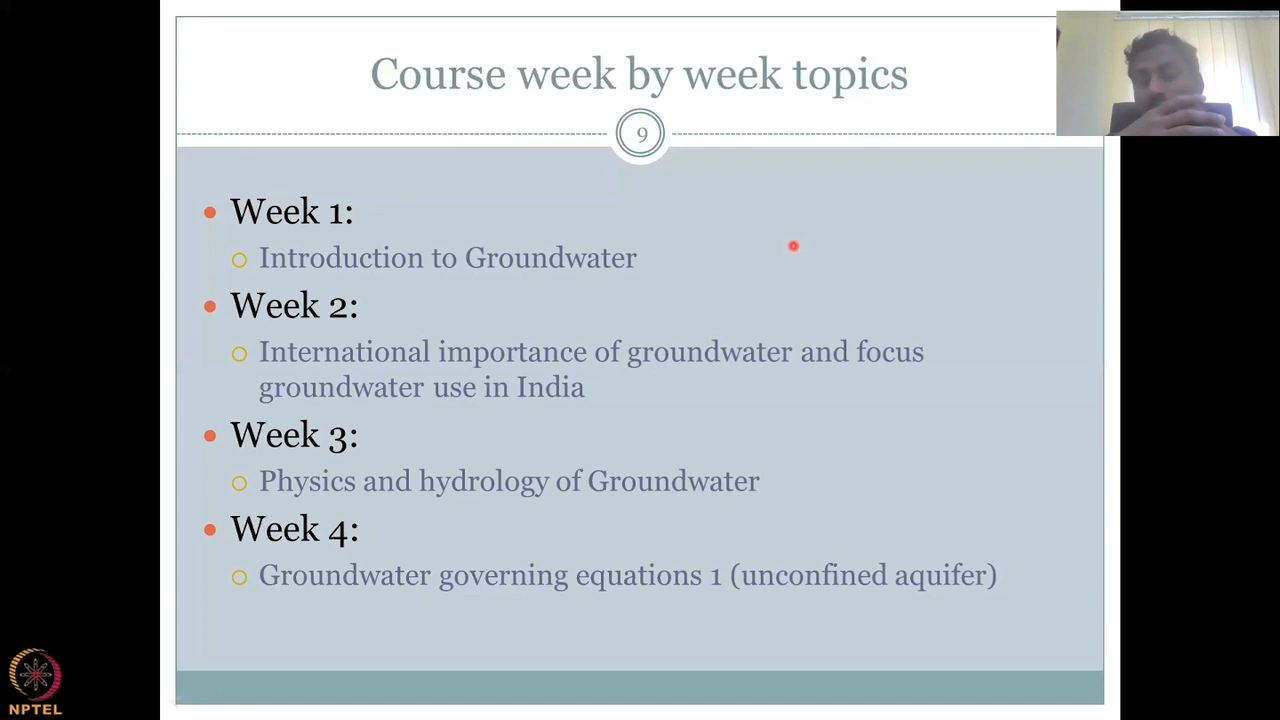 Course week by week topics
9
Week 1:
Introduction to Groundwater
Week 2:
International importance of groundwater and focus
groundwater use in India
Week 3:
Physics and hydrology of Groundwater
Week 4:
Groundwater governing equations 1 (unconfined aquifer)
NPTEL